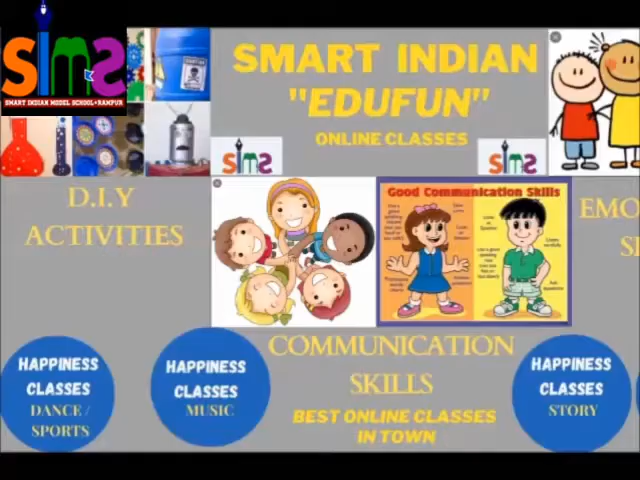 SIMS
SMART INDIAN MODEL SCHOOL•RAMPUR
SMART INDIAN
"EDUFUN"
ONLINE CLASSES
SIMS
SIMS
D.I.Y
ACTIVITIES
Good Communication Skills
EMO
COMMUNICATION
SKILLS
BEST ONLINE CLASSES
IN TOWN
HAPPINESS
CLASSES
DANCE /
SPORTS
HAPPINESS
CLASSES
MUSIC
HAPPINESS
CLASSES
STORY